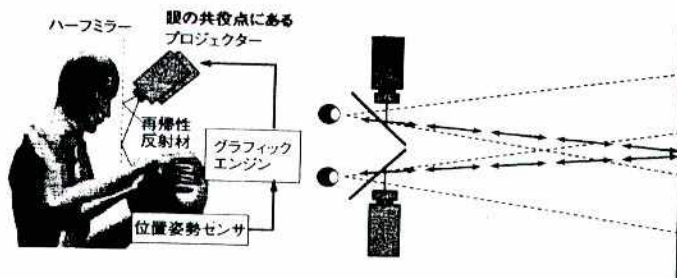 ハーフミラー
眼の共役点にある
プロジェクター
再帰性
反射材
グラフィック
エンジン
位置姿勢センサ